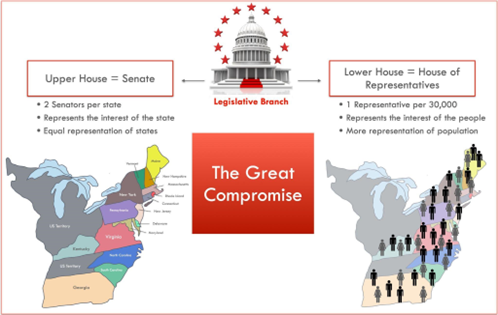 Upper House = Senate
Legislative Branch
Lower House = House of
Representatives
• 2 Senators per state
• Represents the interest of the state
• Equal representation of states
• 1 Representative per 30,000
• Represents the interest of the people
• More representation of population
The Great
Compromise
Vermont
Maine
New Hampshire
Massachusetts
New York
Rhode Island
Connecticut
Pennsylvania
New Jersey
US Territory
Delaware
Maryland
Virginia
Kentucky
North Carolina
US Territory
South Carolina
Georgia